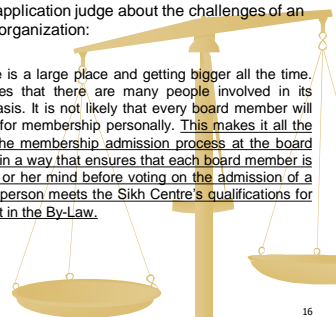 application judge about the challenges of an
organization:
e is a large place and getting bigger all the time.
es that there are many people involved in its
asis. It is not likely that every board member will
for membership personally. This makes it all the
he membership admission process at the board
in a way that ensures that each board member is
or her mind before voting on the admission of a
person meets the Sikh Centre's qualifications for
t in the By-Law.
16